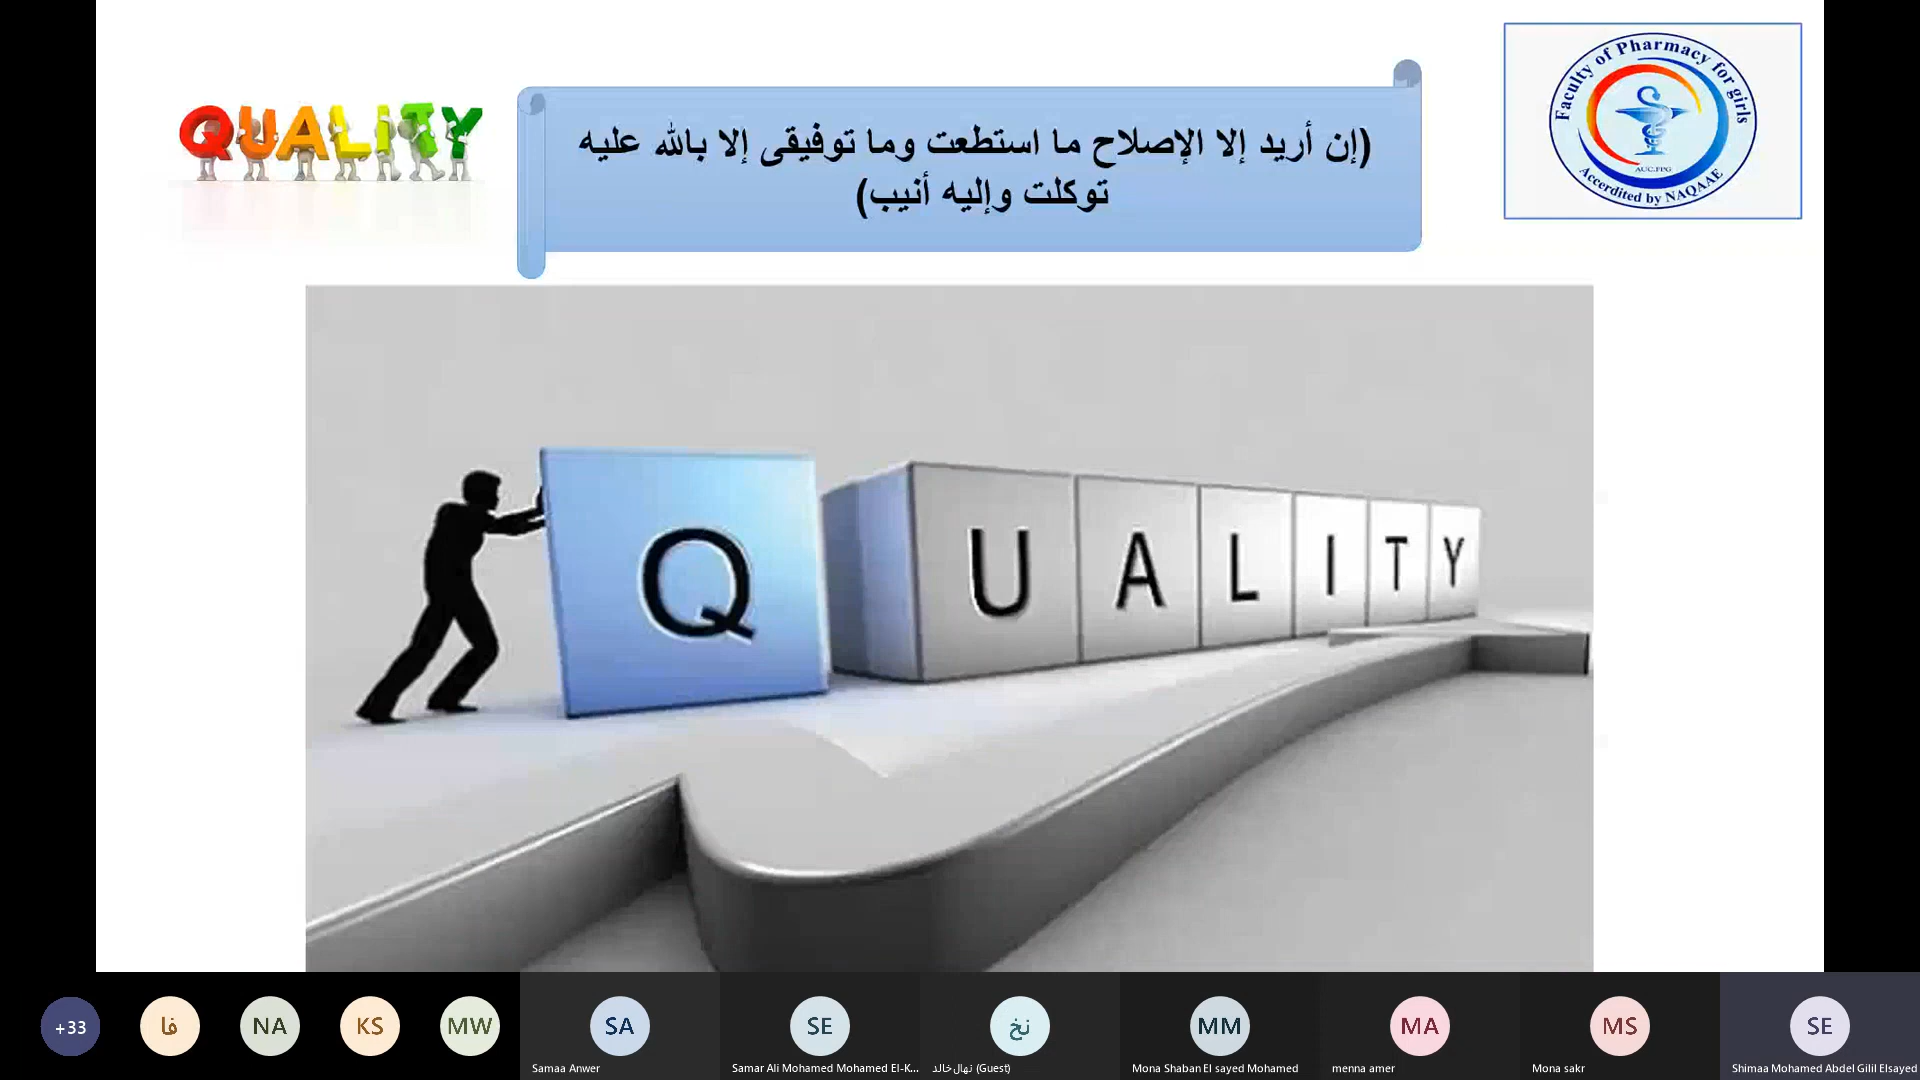 QUALITY
(إن أريد إلا الإصلاح ما استطعت وما توفيقى إلا بالله عليه
توكلت وإليه أنيب)
Faculty of Pharmacy for girls
AUC.FPG
Accerdited by NAQAAE
QUALITY
+33
فا
NA
KS
MW
SA
SE
نخ
MM
MA
MS
SE
Samaa Anwer
Samar Ali Mohamed Mohamed El-K...
نهال خالد (Guest)
Mona Shaban El sayed Mohamed
menna amer
Mona sakr
Shimaa Mohamed Abdel Gilil Elsayed